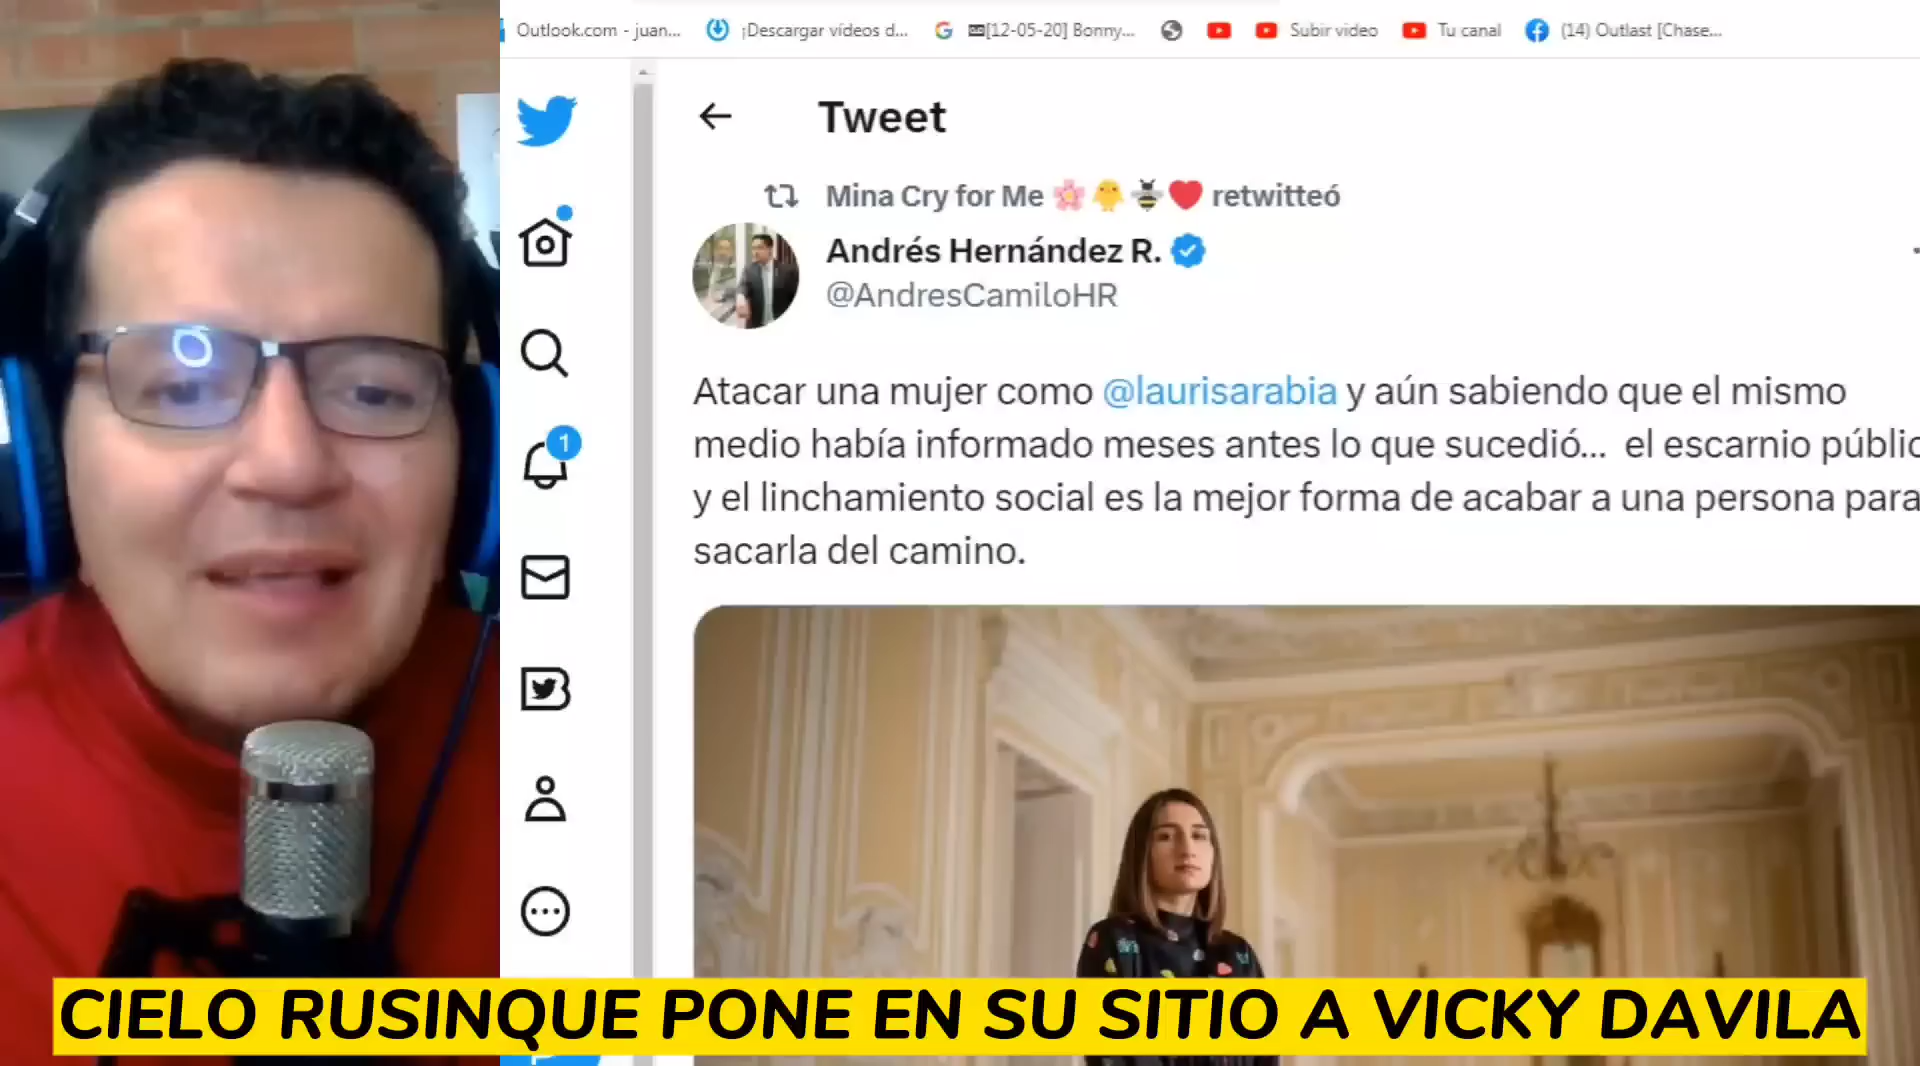 Outlook.com - juan...
¡Descargar vídeos d...
[12-05-20] Bonny...
Subir video
Tu canal
(14) Outlast [Chase...
Tweet
Mina Cry for Me 🌸🐥🐝❤️ retwitteó
Andrés Hernández R.
@AndresCamiloHR
1
Atacar una mujer como @laurisarabia y aún sabiendo que el mismo
medio había informado meses antes lo que sucedió... el escarnio públic
y el linchamiento social es la mejor forma de acabar a una persona para
sacarla del camino.
CIELO RUSINQUE PONE EN SU SITIO A VICKY DAVILA